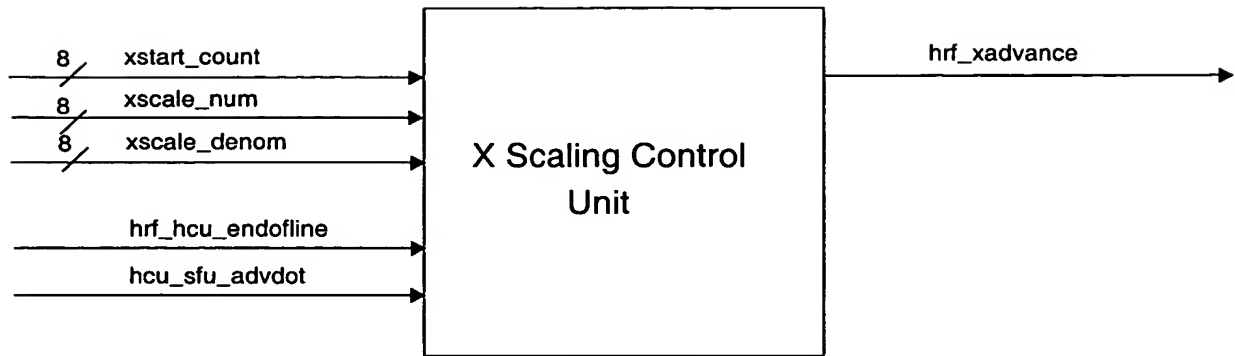 8 xstart_count
hrf_xadvance
8 xscale_num
8 xscale_denom
X Scaling Control
Unit
hrf_hcu_endofline
hcu_sfu_advdot